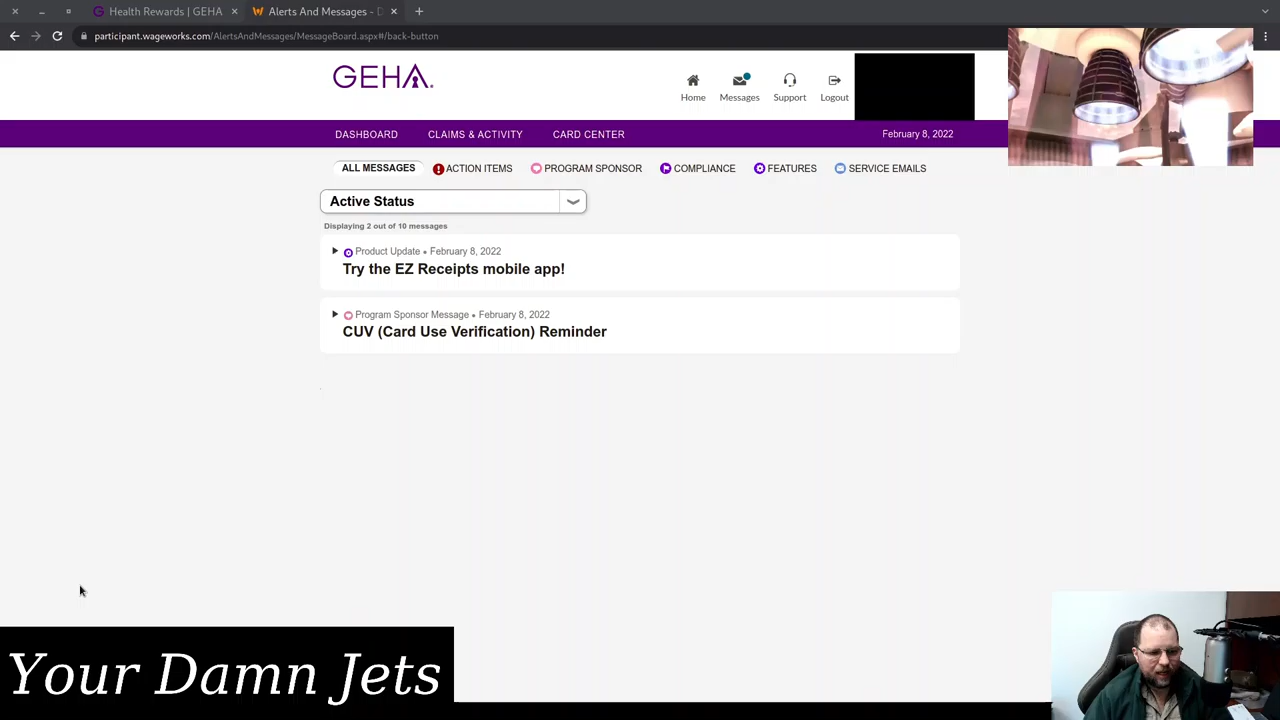 Health Rewards | GEHA
Alerts And Messages - D
participant.wageworks.com/AlertsAndMessages/MessageBoard.aspx#/back-button
GEHA
Home
Messages
Support
Logout
DASHBOARD
CLAIMS & ACTIVITY
CARD CENTER
February 8, 2022
ALL MESSAGES
ACTION ITEMS
PROGRAM SPONSOR
COMPLIANCE
FEATURES
SERVICE EMAILS
Active Status
Displaying 2 out of 10 messages
Product Update • February 8, 2022
Try the EZ Receipts mobile app!
Program Sponsor Message • February 8, 2022
CUV (Card Use Verification) Reminder
Your Damn Jets